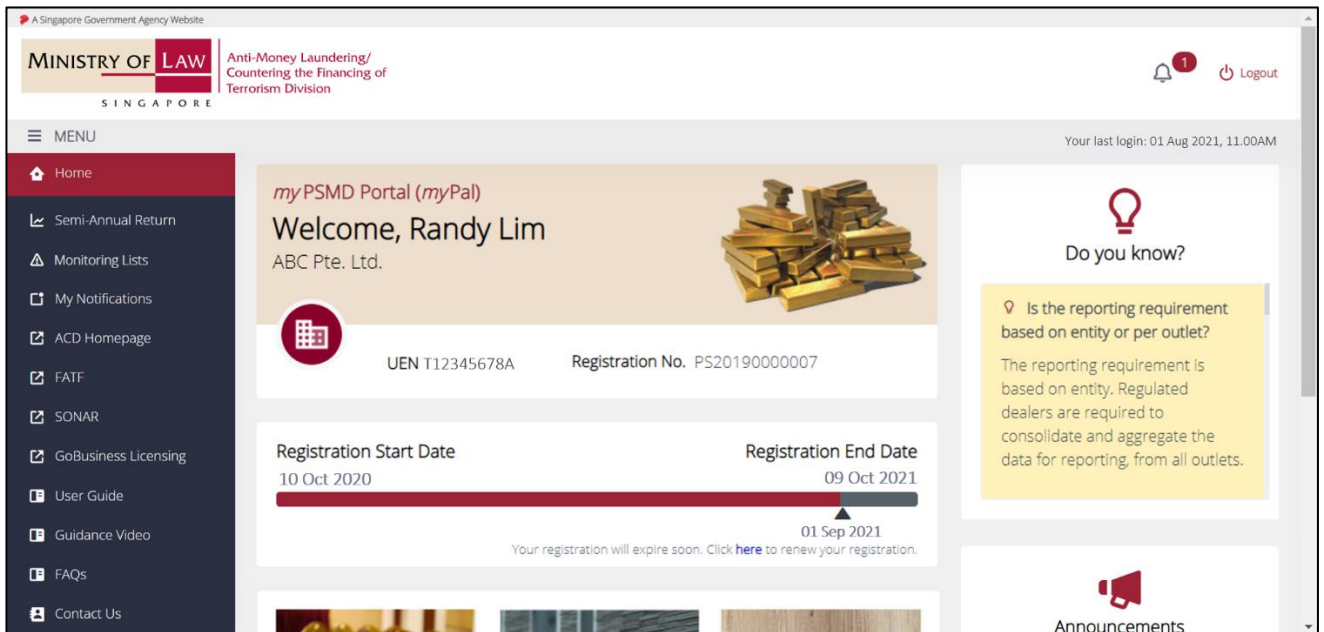 A Singapore Government Agency Website
MINISTRY OF LAW
SINGAPORE
Anti-Money Laundering/
Countering the Financing of
Terrorism Division
1
Logout
MENU
Your last login: 01 Aug 2021, 11.00AM
Home
Semi-Annual Return
Monitoring Lists
My Notifications
ACD Homepage
FATF
SONAR
GoBusiness Licensing
User Guide
Guidance Video
FAQs
Contact Us
myPSMD Portal (myPal)
Welcome, Randy Lim
ABC Pte. Ltd.
UEN T12345678A
Registration No. PS20190000007
Registration Start Date
10 Oct 2020
Registration End Date
09 Oct 2021
01 Sep 2021
Your registration will expire soon. Click here to renew your registration.
Do you know?
Is the reporting requirement
based on entity or per outlet?
The reporting requirement is
based on entity. Regulated
dealers are required to
consolidate and aggregate the
data for reporting, from all outlets.
Announcements